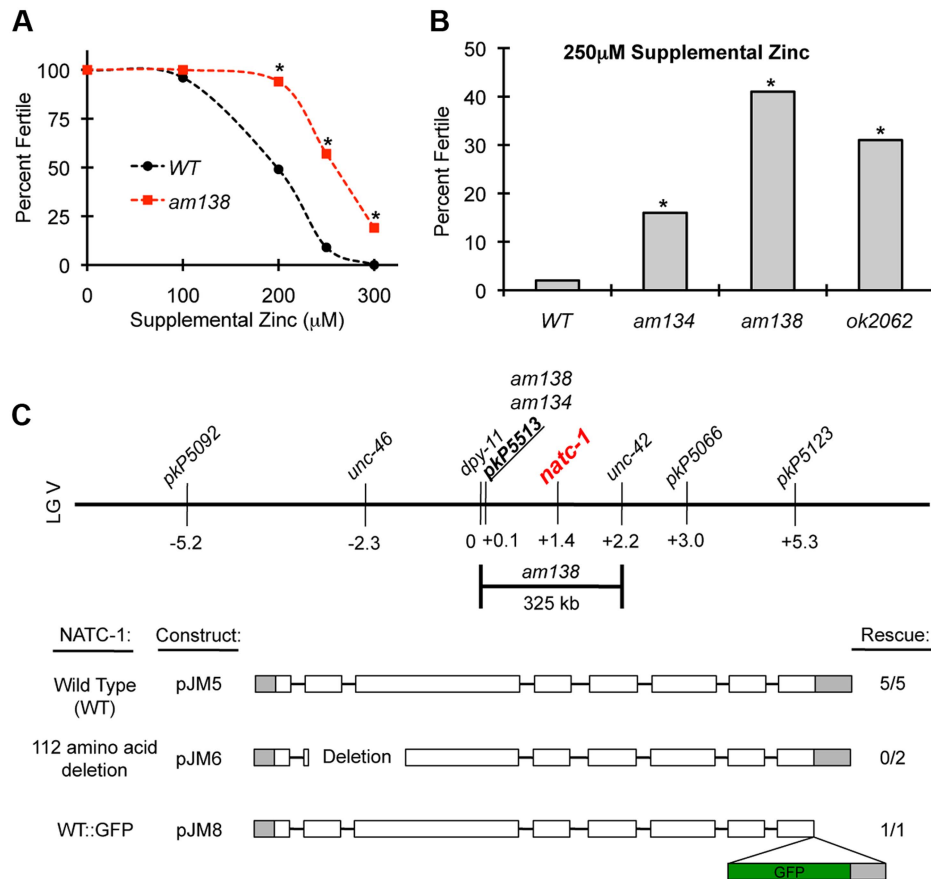 A
100
75
50
25
0
Percent Fertile
WT
am138
*
*
*
0 100 200 300
Supplemental Zinc (μM)
B
250μM Supplemental Zinc
50
40
30
20
10
0
Percent Fertile
*
*
*
WT am134 am138 ok2062
C
am138
am134
pkP5092 unc-46 dpy-11 pkP5513 natc-1 unc-42 pkP5066 pkP5123
LG V
-5.2 -2.3 0 +0.1 +1.4 +2.2 +3.0 +5.3
am138
325 kb
NATC-1: Construct: Rescue:
Wild Type
(WT) pJM5 5/5
112 amino acid
deletion pJM6 Deletion 0/2
WT::GFP pJM8 1/1
GFP